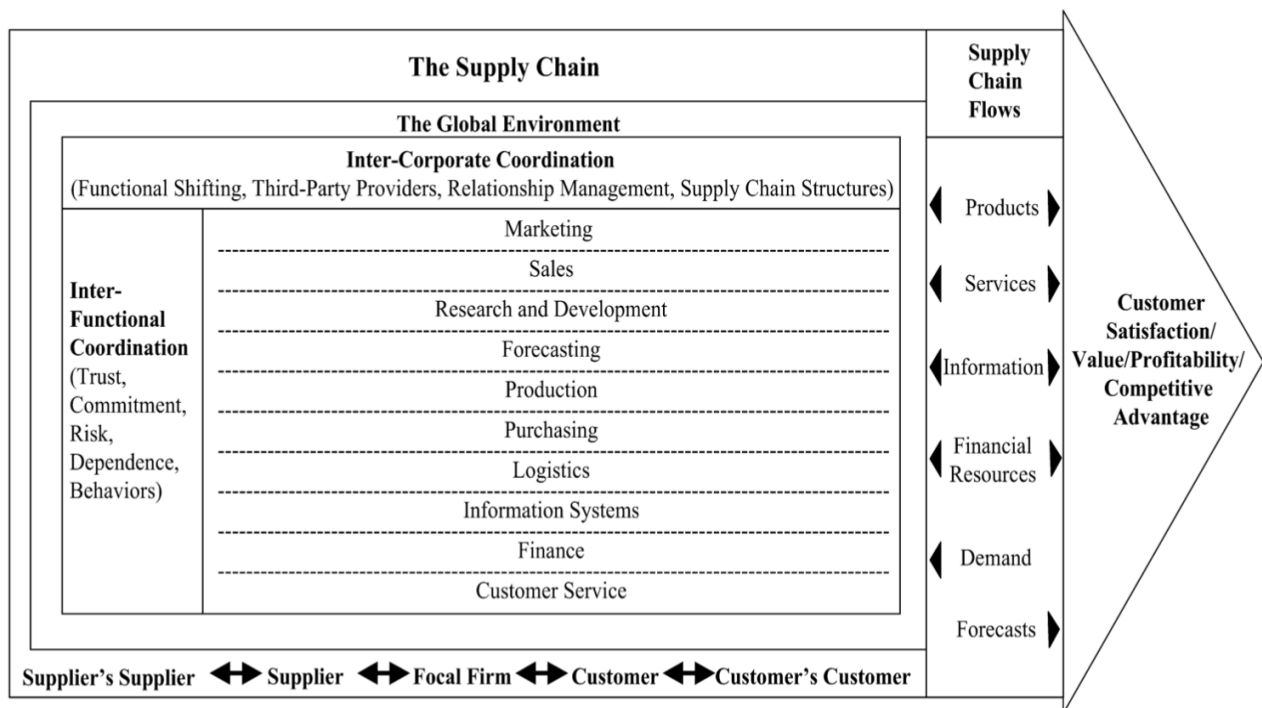 The Supply Chain
The Global Environment
Inter-Corporate Coordination
(Functional Shifting, Third-Party Providers, Relationship Management, Supply Chain Structures)
Inter-
Functional
Coordination
(Trust,
Commitment,
Risk,
Dependence,
Behaviors)
Marketing
Sales
Research and Development
Forecasting
Production
Purchasing
Logistics
Information Systems
Finance
Customer Service
Supplier’s Supplier Supplier Focal Firm Customer Customer’s Customer
Supply
Chain
Flows
Products
Services
Information
Financial
Resources
Demand
Forecasts
Customer
Satisfaction/
Value/Profitability/
Competitive
Advantage